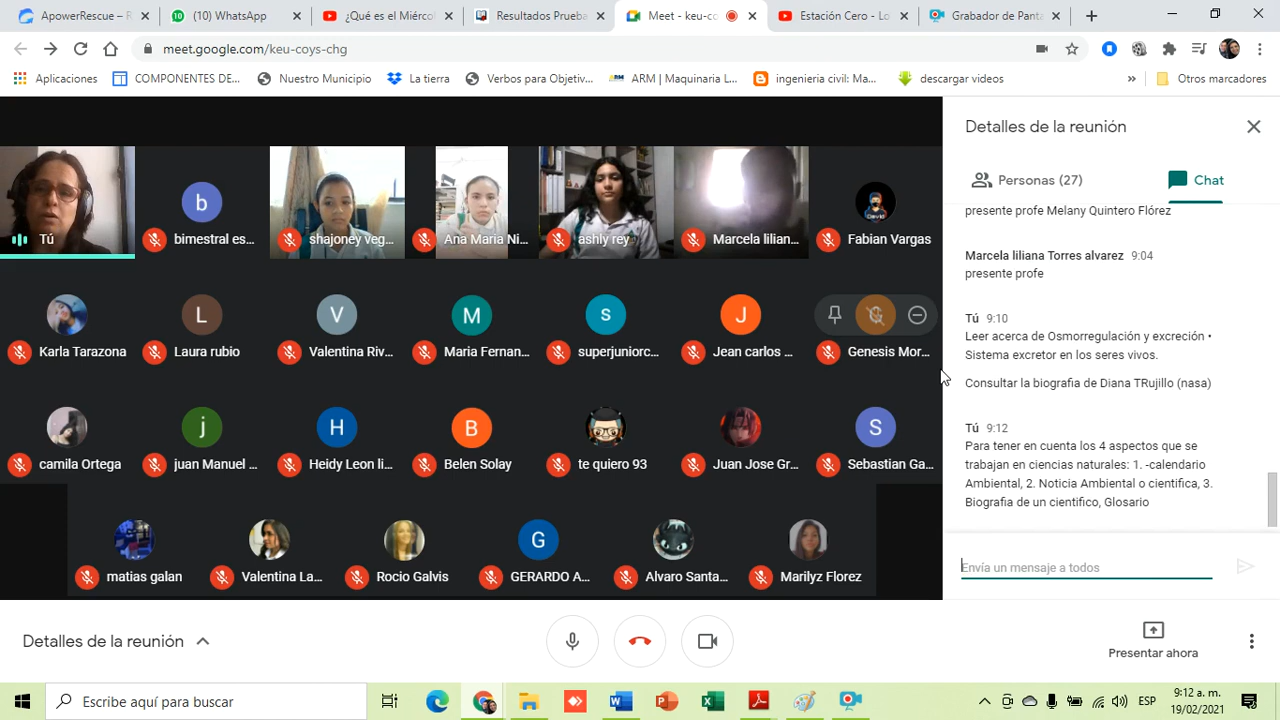 ApowerRescue - R
(10) WhatsApp
¿Qué es el Miérco
Resultados Prueba
Meet - keu-co
Estación Cero - Lo
Grabador de Panta
meet.google.com/keu-coys-chg
Aplicaciones
COMPONENTES DE...
Nuestro Municipio
La tierra
Verbos para Objetiv...
ARM | Maquinaria L...
ingenieria civil: Ma...
descargar videos
»
Otros marcadores
Detalles de la reunión
Personas (27)
Chat
presente profe Melany Quintero Flórez
Marcela liliana Torres alvarez 9:04
presente profe
Tú 9:10
Leer acerca de Osmorregulación y excreción •
Sistema excretor en los seres vivos.
Consultar la biografia de Diana TRujillo (nasa)
Tú 9:12
Para tener en cuenta los 4 aspectos que se
trabajan en ciencias naturales: 1. -calendario
Ambiental, 2. Noticia Ambiental o cientifica, 3.
Biografia de un científico, Glosario
Envía un mensaje a todos
Tú
b
bimestral es...
shajoney veg...
Ana Maria Ni...
ashly rey
Marcela lilian...
David
Fabian Vargas
Karla Tarazona
L
Laura rubio
V
Valentina Riv...
M
Maria Fernan...
s
superjuniorc...
J
Jean carlos ...
G
Genesis Mor...
camila Ortega
j
juan Manuel ...
H
Heidy Leon li...
B
Belen Solay
te quiero 93
Juan Jose Gr...
S
Sebastian Ga...
matias galan
Valentina La...
Rocio Galvis
G
GERARDO A...
Alvaro Santa...
Marilyz Florez
Detalles de la reunión
Presentar ahora
Escribe aquí para buscar
ESP
9:12 a. m.
19/02/2021